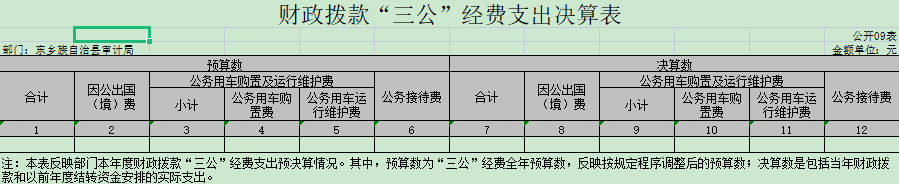 财政拨款“三公”经费支出决算表
公开09表
部门：东乡族自治县审计局 金额单位：元
预算数 决算数
合计 因公出国（境）费 公务用车购置及运行维护费 公务接待费 合计 因公出国（境）费 公务用车购置及运行维护费 公务接待费
小计 公务用车购置费 公务用车运行维护费 小计 公务用车购置费 公务用车运行维护费
1 2 3 4 5 6 7 8 9 10 11 12
注：本表反映部门本年度财政拨款“三公”经费支出预决算情况。其中，预算数为“三公”经费全年预算数，反映按规定程序调整后的预算数；决算数是包括当年财政拨
款和以前年度结转资金安排的实际支出。